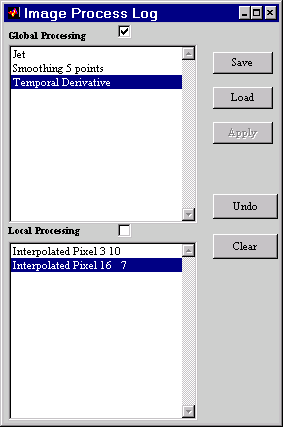 Image Process Log
Global Processing
Jet
Smoothing 5 points
Temporal Derivative
Save
Load
Apply
Undo
Clear
Local Processing
Interpolated Pixel 3 10
Interpolated Pixel 16 7